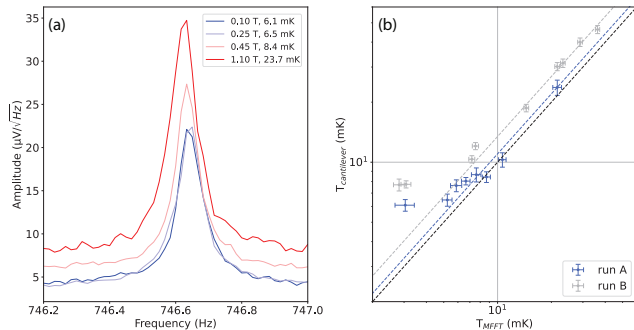 (a)
0,10 T, 6,1 mK
0.25 T, 6.5 mK
0.45 T, 8.4 mK
1,10 T, 23,7 mK
35
30
25
20
15
10
5
Amplitude (μV/√Hz)
746.2 746.4 746.6 746.8 747.0
Frequency (Hz)
(b)
10¹
T_cantilever (mK)
run A
run B
10¹
T_MFFT (mK)